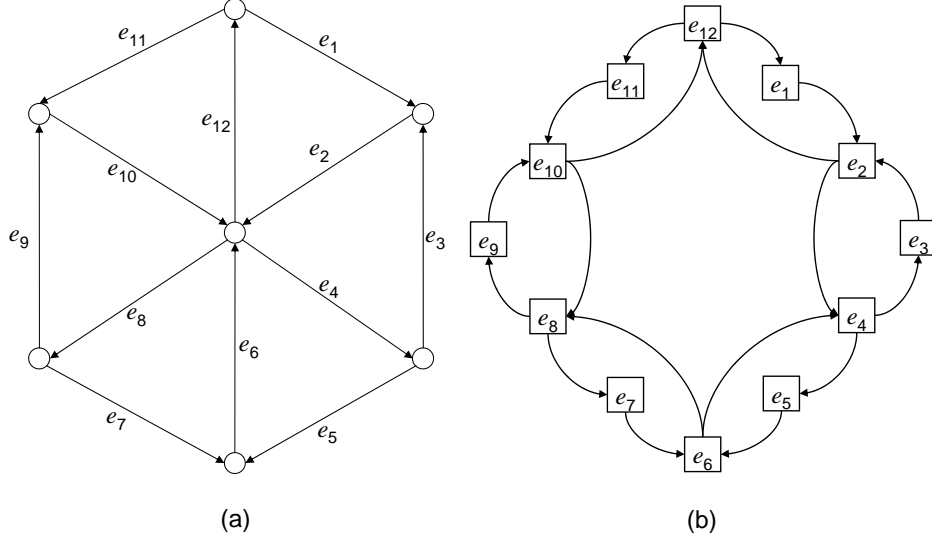 e₁₁
e₁
e₁₂
e₂
e₁₀
e₉
e₃
e₈
e₄
e₆
e₇
e₅
(a)
e₁₂
e₁₁
e₁
e₁₀
e₂
e₉
e₃
e₈
e₄
e₇
e₅
e₆
(b)